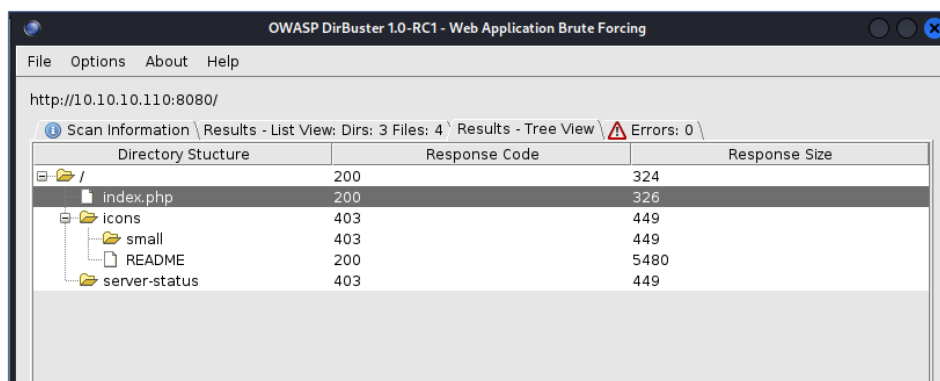 OWASP DirBuster 1.0-RC1 - Web Application Brute Forcing
File Options About Help
http://10.10.10.110:8080/
Scan Information Results - List View: Dirs: 3 Files: 4 Results - Tree View Errors: 0
Directory Stucture Response Code Response Size
/ 200 324
index.php 200 326
icons 403 449
small 403 449
README 200 5480
server-status 403 449